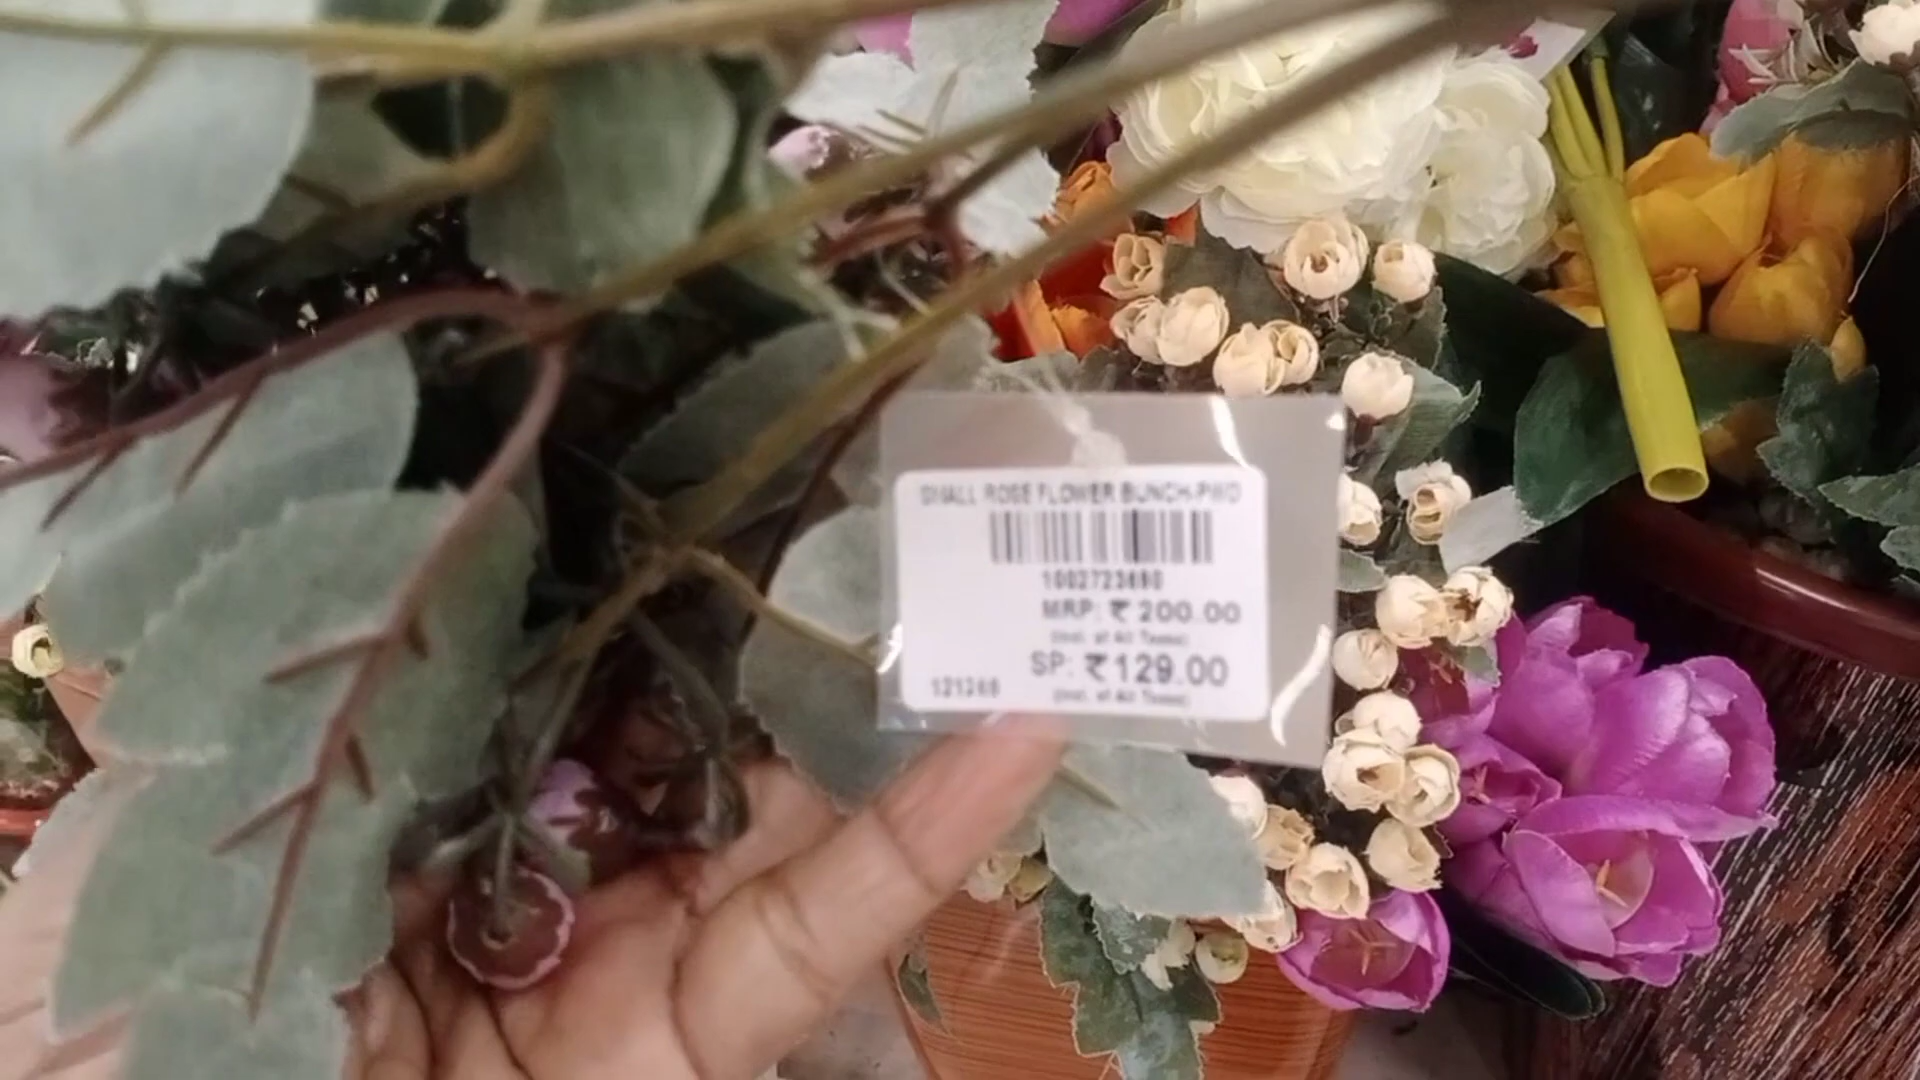 SMALL ROSE FLOWER BUNCH-PWD
1002723690
MRP: ₹ 200.00
(Incl. of All Taxes)
SP: ₹ 129.00
121268
(Incl. of All Taxes)